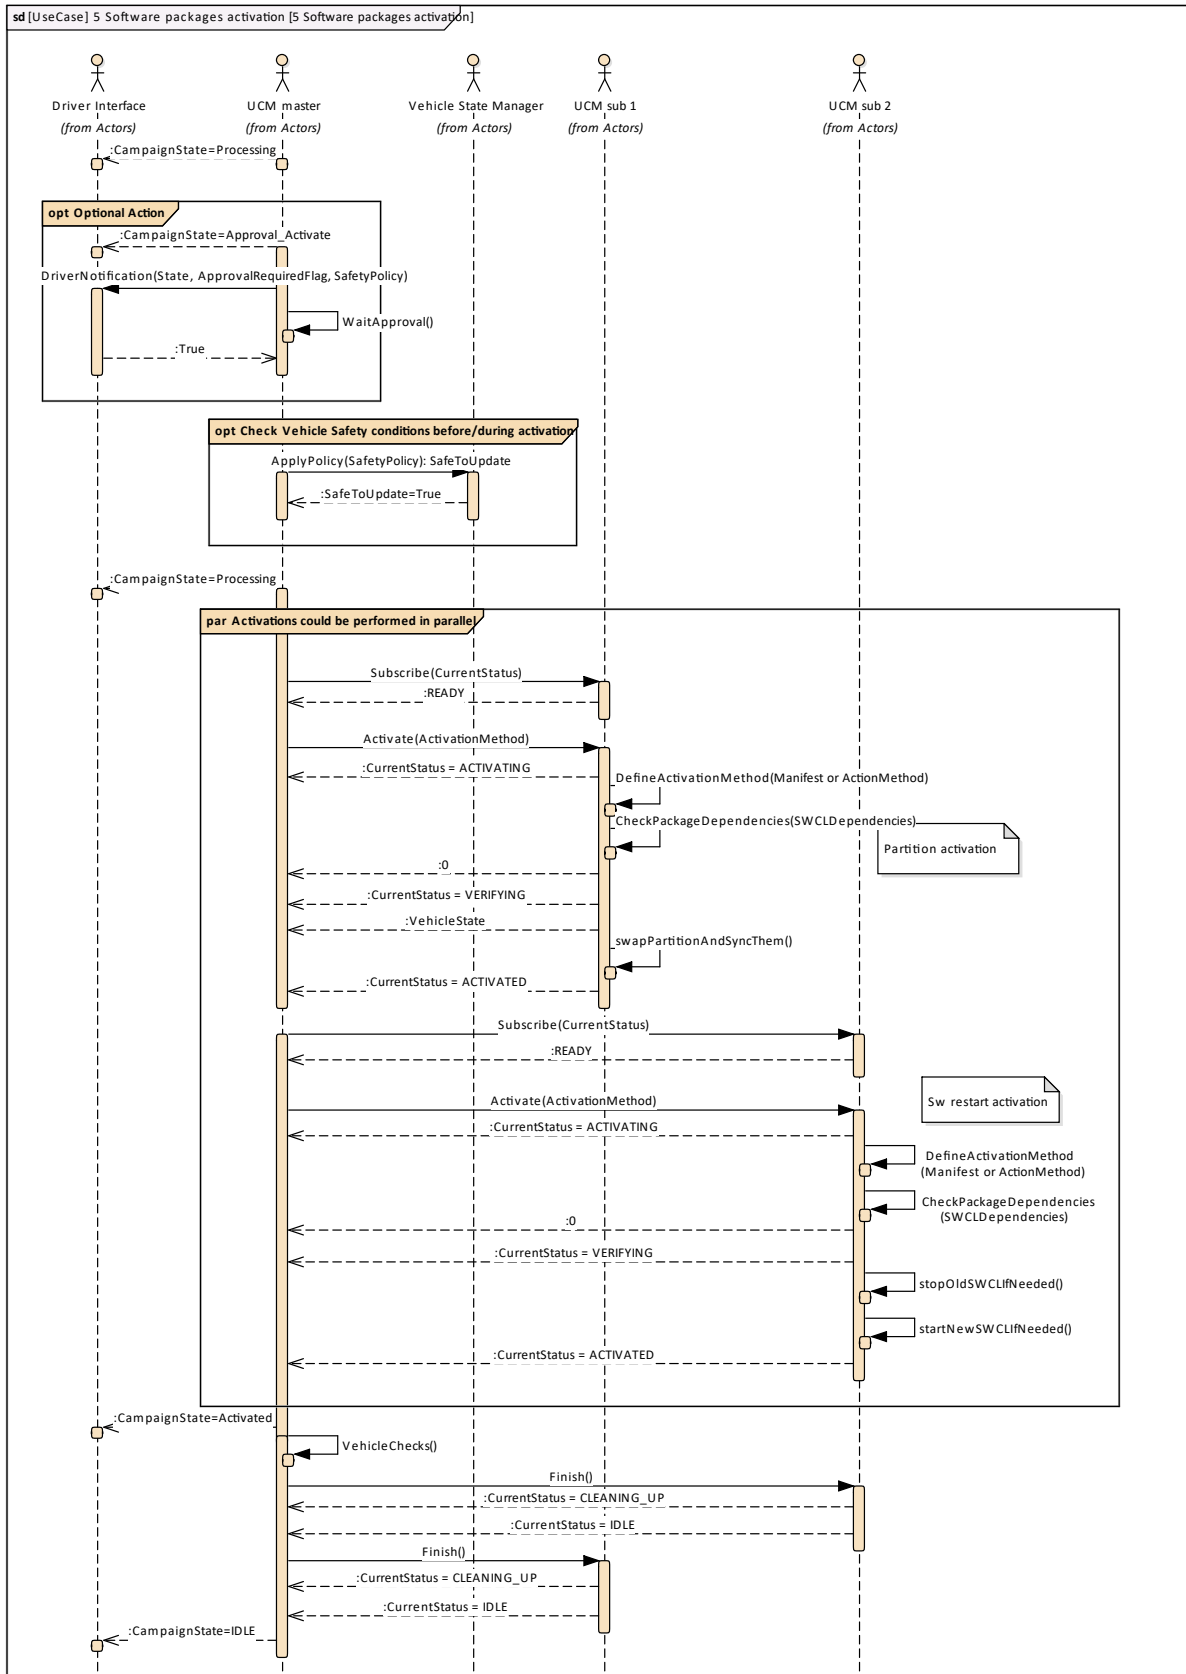 sd [UseCase] 5 Software packages activation [5 Software packages activation]
Driver Interface
(from Actors)
UCM master
(from Actors)
Vehicle State Manager
(from Actors)
UCM sub 1
(from Actors)
UCM sub 2
(from Actors)
:CampaignState=Processing
opt Optional Action
:CampaignState=Approval_Activate
DriverNotification(State, ApprovalRequiredFlag, SafetyPolicy)
WaitApproval()
:True
opt Check Vehicle Safety conditions before/during activation
ApplyPolicy(SafetyPolicy): SafeToUpdate
:SafeToUpdate=True
:CampaignState=Processing
par Activations could be performed in parallel
Subscribe(CurrentStatus)
:READY
Activate(ActivationMethod)
:CurrentStatus = ACTIVATING
DefineActivationMethod(Manifest or ActionMethod)
CheckPackageDependencies(SWCLDependencies)
Partition activation
:0
:CurrentStatus = VERIFYING
:VehicleState
swapPartitionAndSyncThem()
:CurrentStatus = ACTIVATED
Subscribe(CurrentStatus)
:READY
Sw restart activation
Activate(ActivationMethod)
:CurrentStatus = ACTIVATING
DefineActivationMethod
(Manifest or ActionMethod)
CheckPackageDependencies
(SWCLDependencies)
:0
:CurrentStatus = VERIFYING
stopOldSWCLIfNeeded()
startNewSWCLIfNeeded()
:CurrentStatus = ACTIVATED
:CampaignState=Activated
VehicleChecks()
Finish()
:CurrentStatus = CLEANING_UP
:CurrentStatus = IDLE
Finish()
:CurrentStatus = CLEANING_UP
:CurrentStatus = IDLE
:CampaignState=IDLE